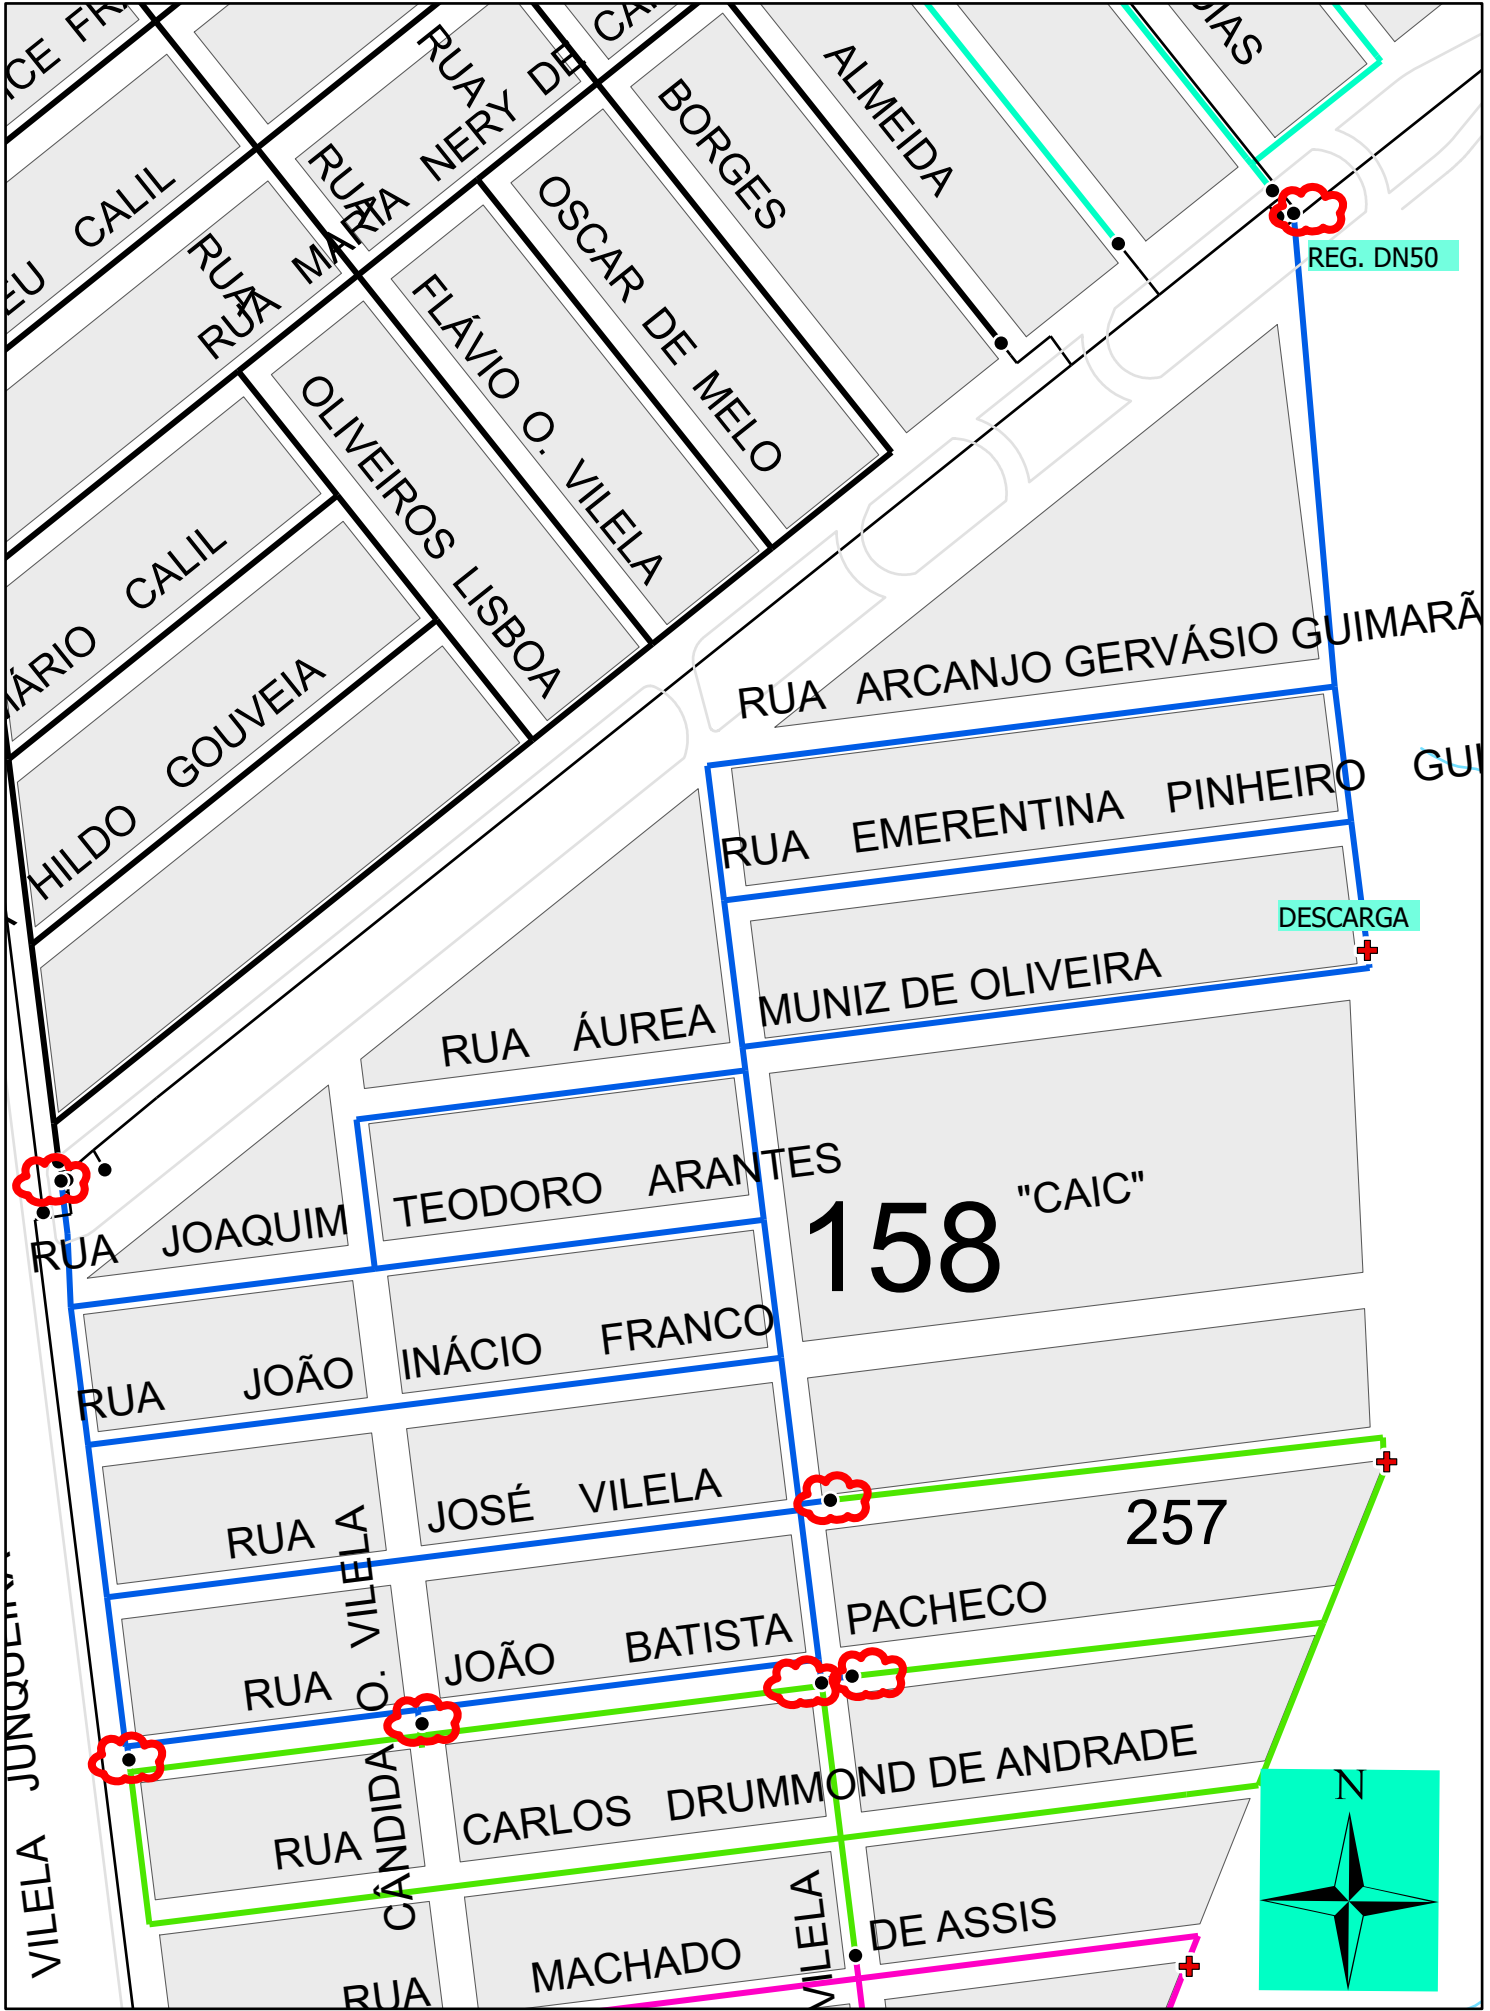 CALIL
RUA
RUA MARIA NERY DE
RUA
RUA
BORGES
ALMEIDA
DIAS
OSCAR DE MELO
FLÁVIO O. VILELA
OLIVEIROS LISBOA
CALIL
HILDO GOUVEIA
REG. DN50
RUA ARCANJO GERVÁSIO GUIMARÃ
RUA EMERENTINA PINHEIRO GUI
DESCARGA
RUA ÁUREA MUNIZ DE OLIVEIRA
RUA JOAQUIM TEODORO ARANTES
158 "CAIC"
RUA JOÃO INÁCIO FRANCO
RUA JOSÉ VILELA
257
RUA JOÃO BATISTA PACHECO
CÂNDIDA O. VILELA
RUA CARLOS DRUMMOND DE ANDRADE
VILELA JUNQUEIRA
RUA MACHADO DE ASSIS
VILELA
N